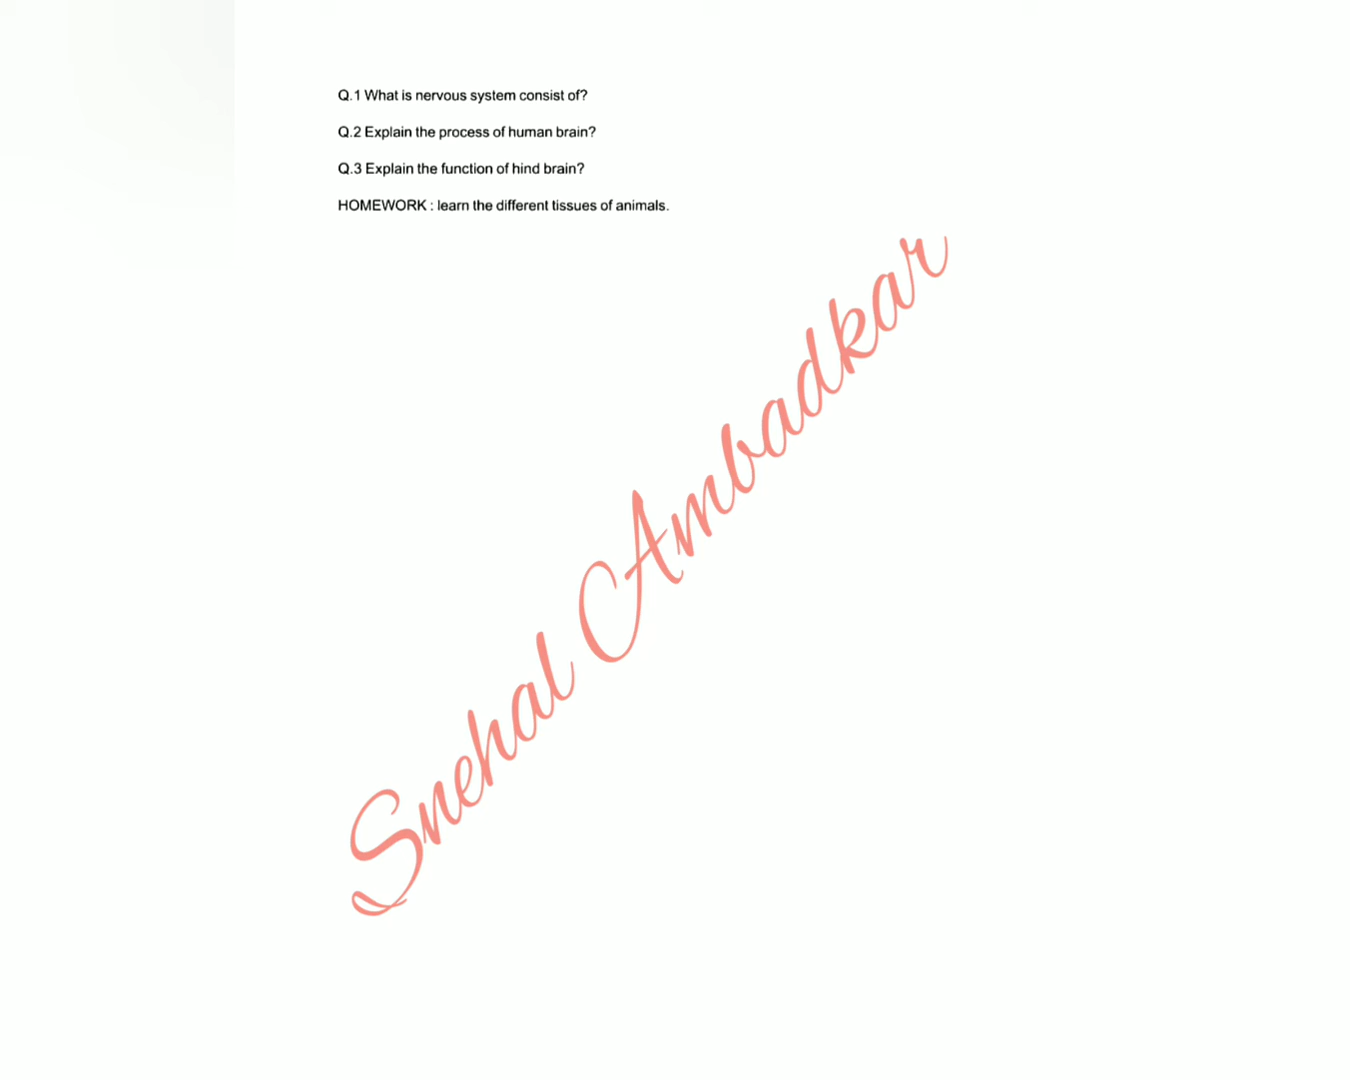 Q.1 What is nervous system consist of?
Q.2 Explain the process of human brain?
Q.3 Explain the function of hind brain?
HOMEWORK : learn the different tissues of animals.
Snehal Ambadkar